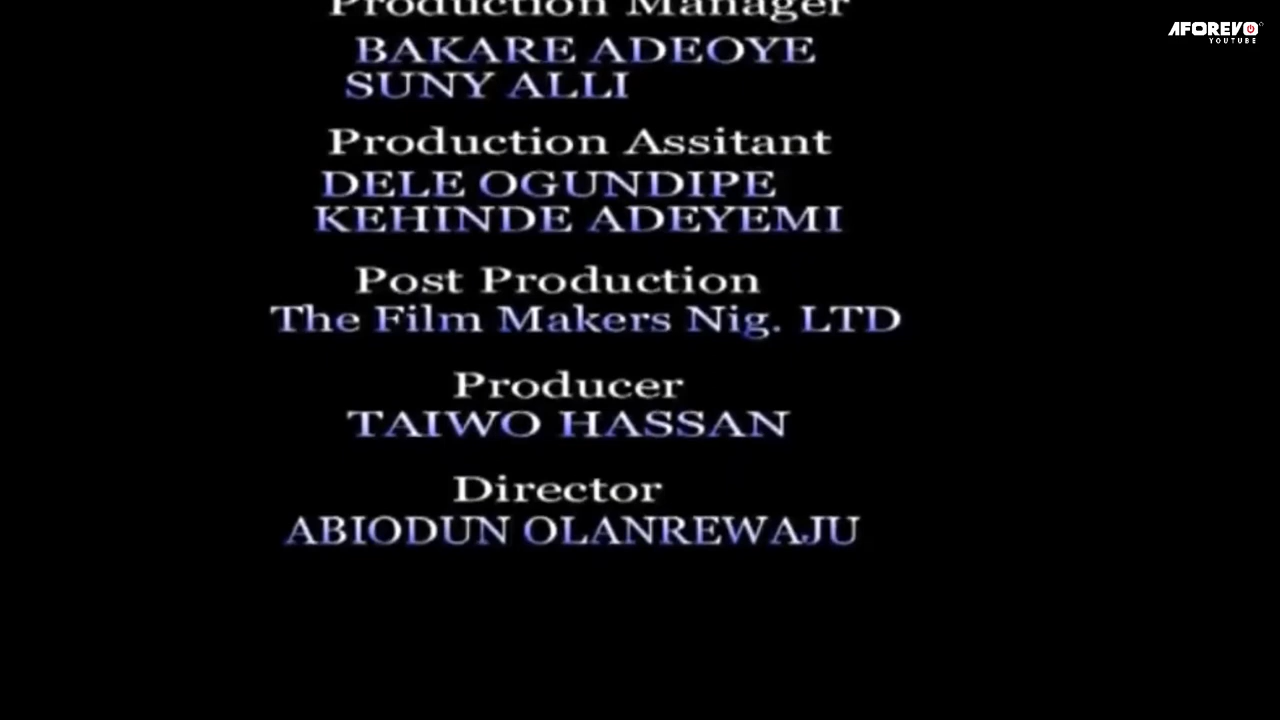 Production Manager
AFOREVO
YOUTUBE
BAKARE ADEOYE
SUNY ALLI
Production Assitant
DELE OGUNDIPE
KEHINDE ADEYEMI
Post Production
The Film Makers Nig. LTD
Producer
TAIWO HASSAN
Director
ABIODUN OLANREWAJU